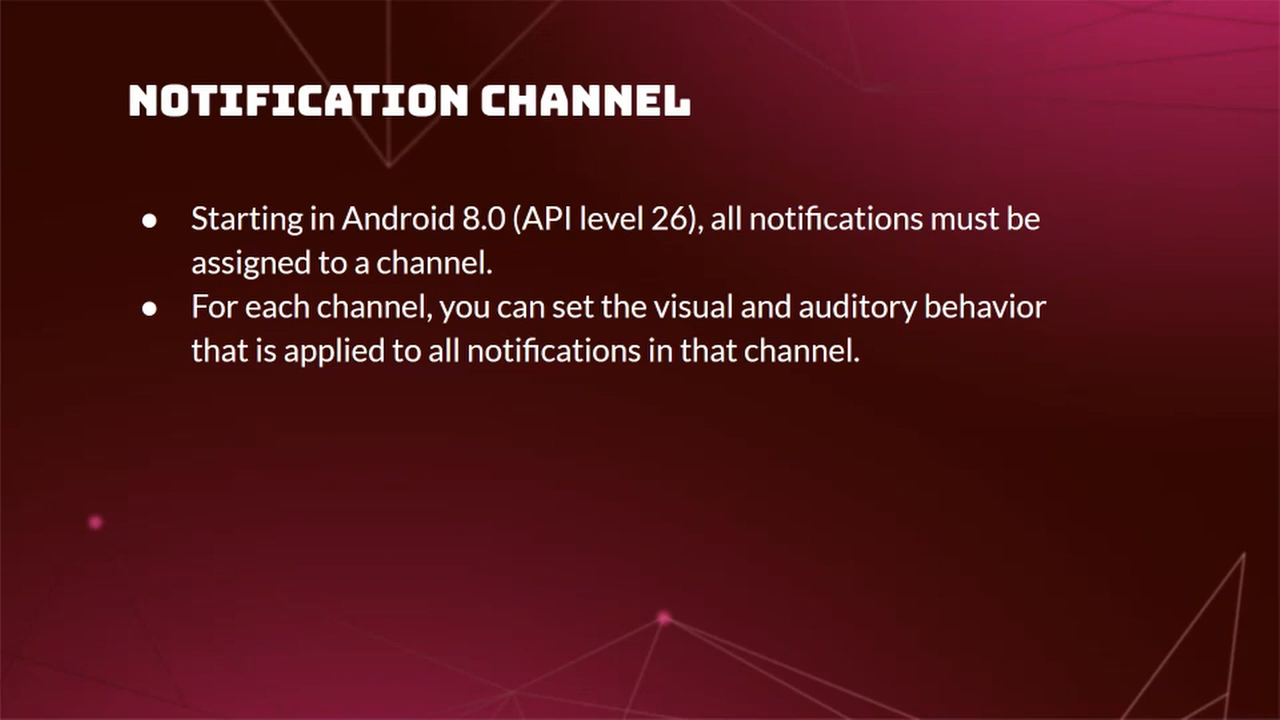 NOTIFICATION CHANNEL
● Starting in Android 8.0 (API level 26), all notifications must be
assigned to a channel.
● For each channel, you can set the visual and auditory behavior
that is applied to all notifications in that channel.